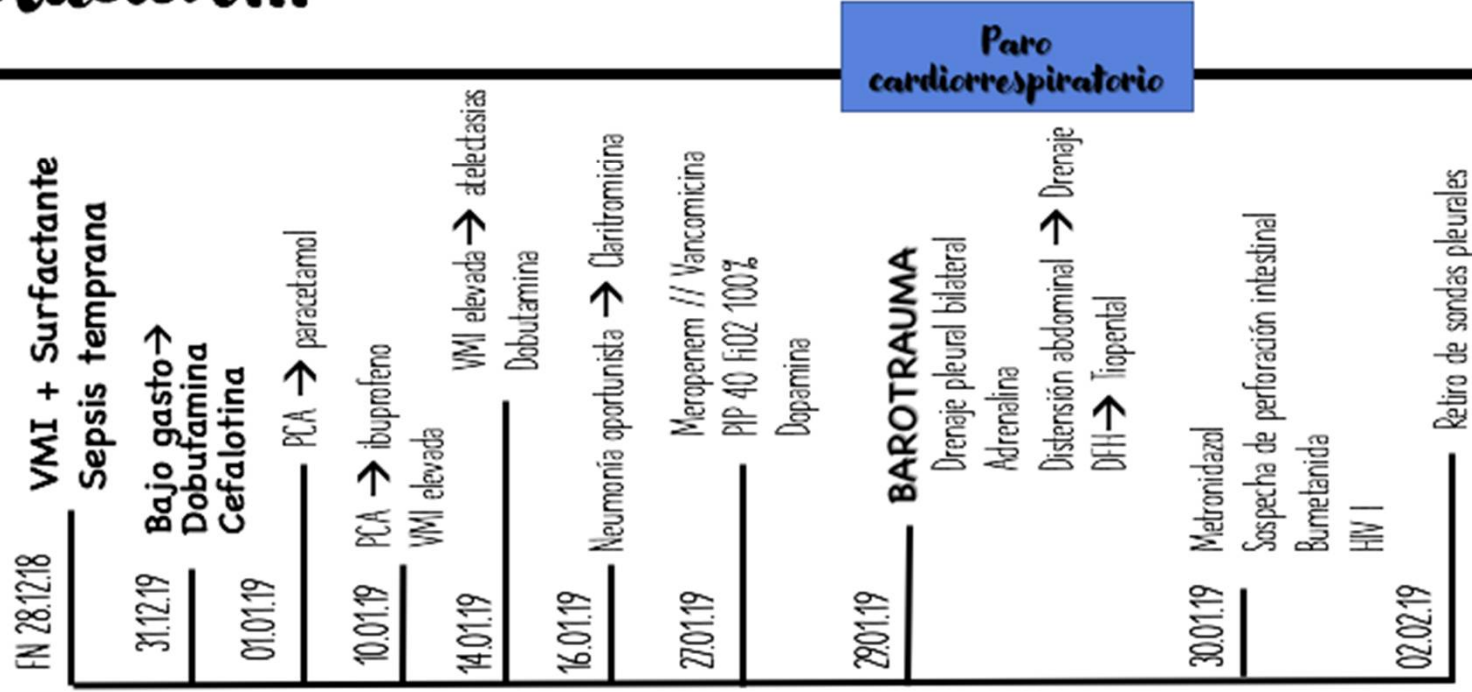 Paro
cardiorrespiratorio
FN 28.12.18
VMI + Surfactante
Sepsis temprana
31.12.19
Bajo gasto→
Dobutamina
Cefalotina
01.01.19
PCA → paracetamol
10.01.19
PCA → ibuprofeno
VMI elevada
14.01.19
VMI elevada → atelectasias
Dobutamina
16.01.19
Neumonía oportunista → Claritromicina
27.01.19
Meropenem // Vancomicina
PIP 40 FiO2 100%
Dopamina
29.01.19
BAROTRAUMA
Drenaje pleural bilateral
Adrenalina
Distensión abdominal → Drenaje
DFH→ Tiopental
30.01.19
Metronidazol
Sospecha de perforación intestinal
Bumetanida
HIV I
02.02.19
Retiro de sondas pleurales